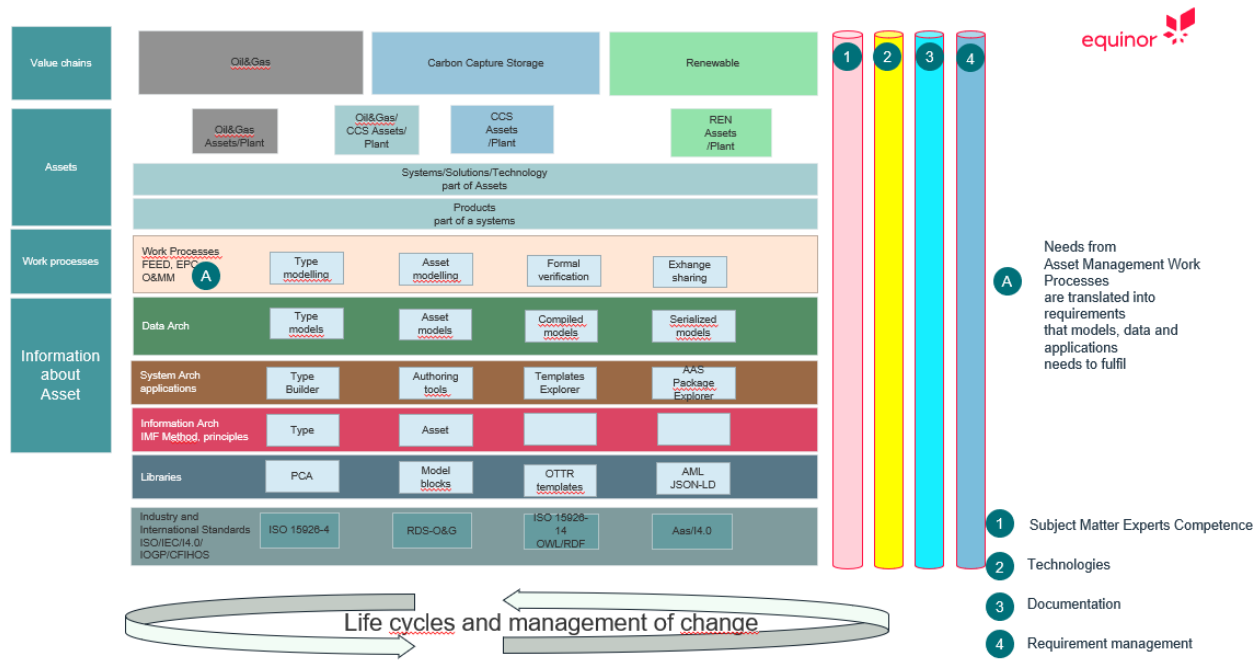 equinor
Value chains
Oil&Gas
Carbon Capture Storage
Renewable
1
2
3
4
Assets
Oil&Gas
Assets/Plant
Oil&Gas/
CCS Assets/
Plant
CCS
Assets
/Plant
REN
Assets
/Plant
Systems/Solutions/Technology
part of Assets
Products
part of a systems
Work processes
Work Processes
FEED, EPC
O&MM
A
Type
modelling
Asset
modelling
Formal
verification
Exhange
sharing
Information
about
Asset
Data Arch
Type
models
Asset
models
Compiled
models
Serialized
models
System Arch
applications
Type
Builder
Authoring
tools
Templates
Explorer
AAS
Package
Explorer
Information Arch
IMF Method, principles
Type
Asset
Libraries
PCA
Model
blocks
OTTR
templates
AML
JSON-LD
Industry and
International Standards
ISO/IEC/I4.0/
IOGP/CFIHOS
ISO 15926-4
RDS-O&G
ISO 15926-
14
OWL/RDF
Aas/I4.0
Life cycles and management of change
A
Needs from
Asset Management Work
Processes
are translated into
requirements
that models, data and
applications
needs to fulfil
1 Subject Matter Experts Competence
2 Technologies
3 Documentation
4 Requirement management